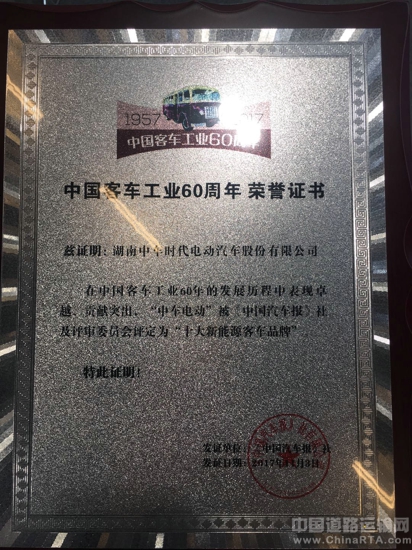 1957
17
中国客车工业60周年
中国客车工业60周年 荣誉证书
兹证明：湖南中车时代电动汽车股份有限公司
在中国客车工业60年的发展历程中表现卓
越、贡献突出，“中车电动”被《中国汽车报》社
及评审委员会评定为“十大新能源客车品牌”。
特此证明！
发证单位：《中国汽车报》社
发证日期：2017年
中国道路运输网
www.ChinaRTA.com